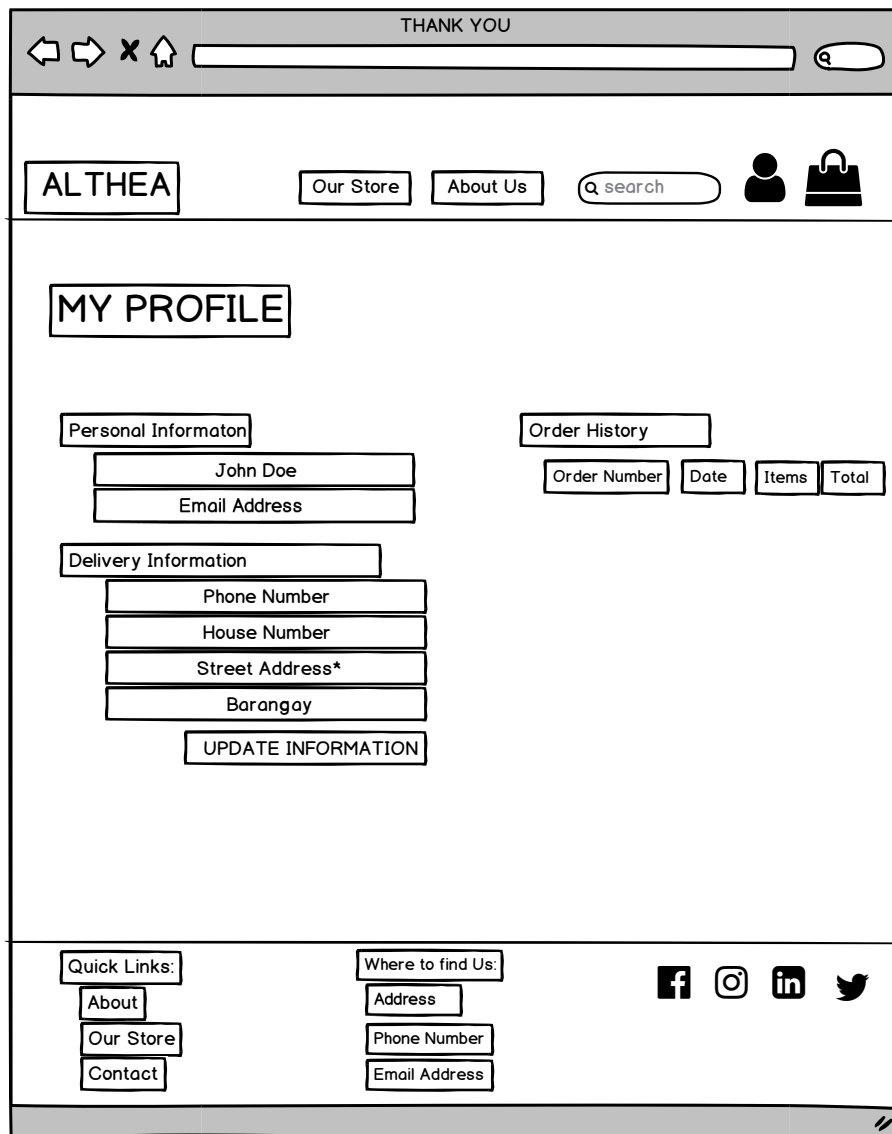 THANK YOU
ALTHEA
Our Store
About Us
search
MY PROFILE
Personal Informaton
John Doe
Email Address
Delivery Information
Phone Number
House Number
Street Address*
Barangay
UPDATE INFORMATION
Order History
Order Number
Date
Items
Total
Quick Links:
About
Our Store
Contact
Where to find Us:
Address
Phone Number
Email Address